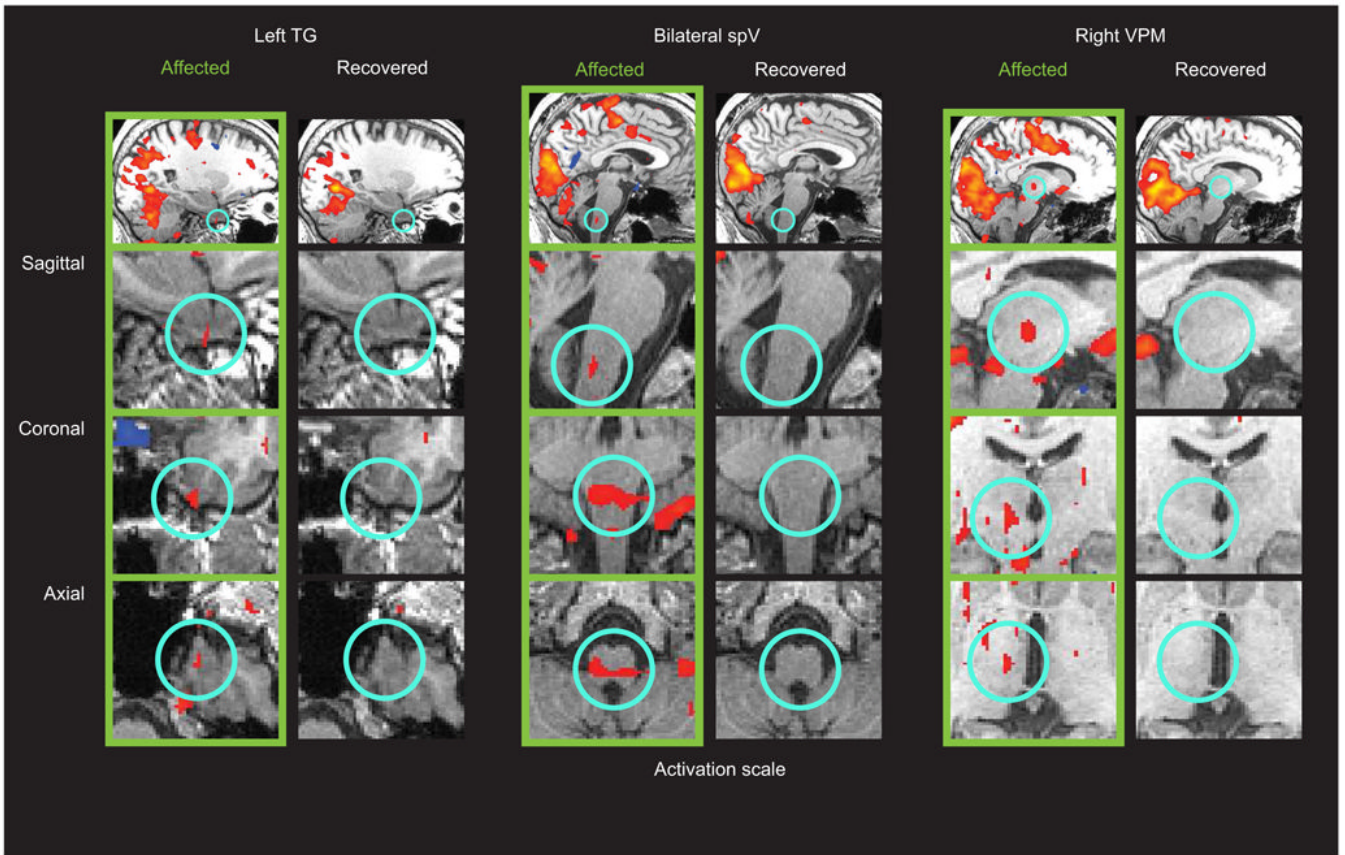 Left TG
Bilateral spV
Right VPM
Affected
Recovered
Affected
Recovered
Affected
Recovered
Sagittal
Coronal
Axial
Activation scale